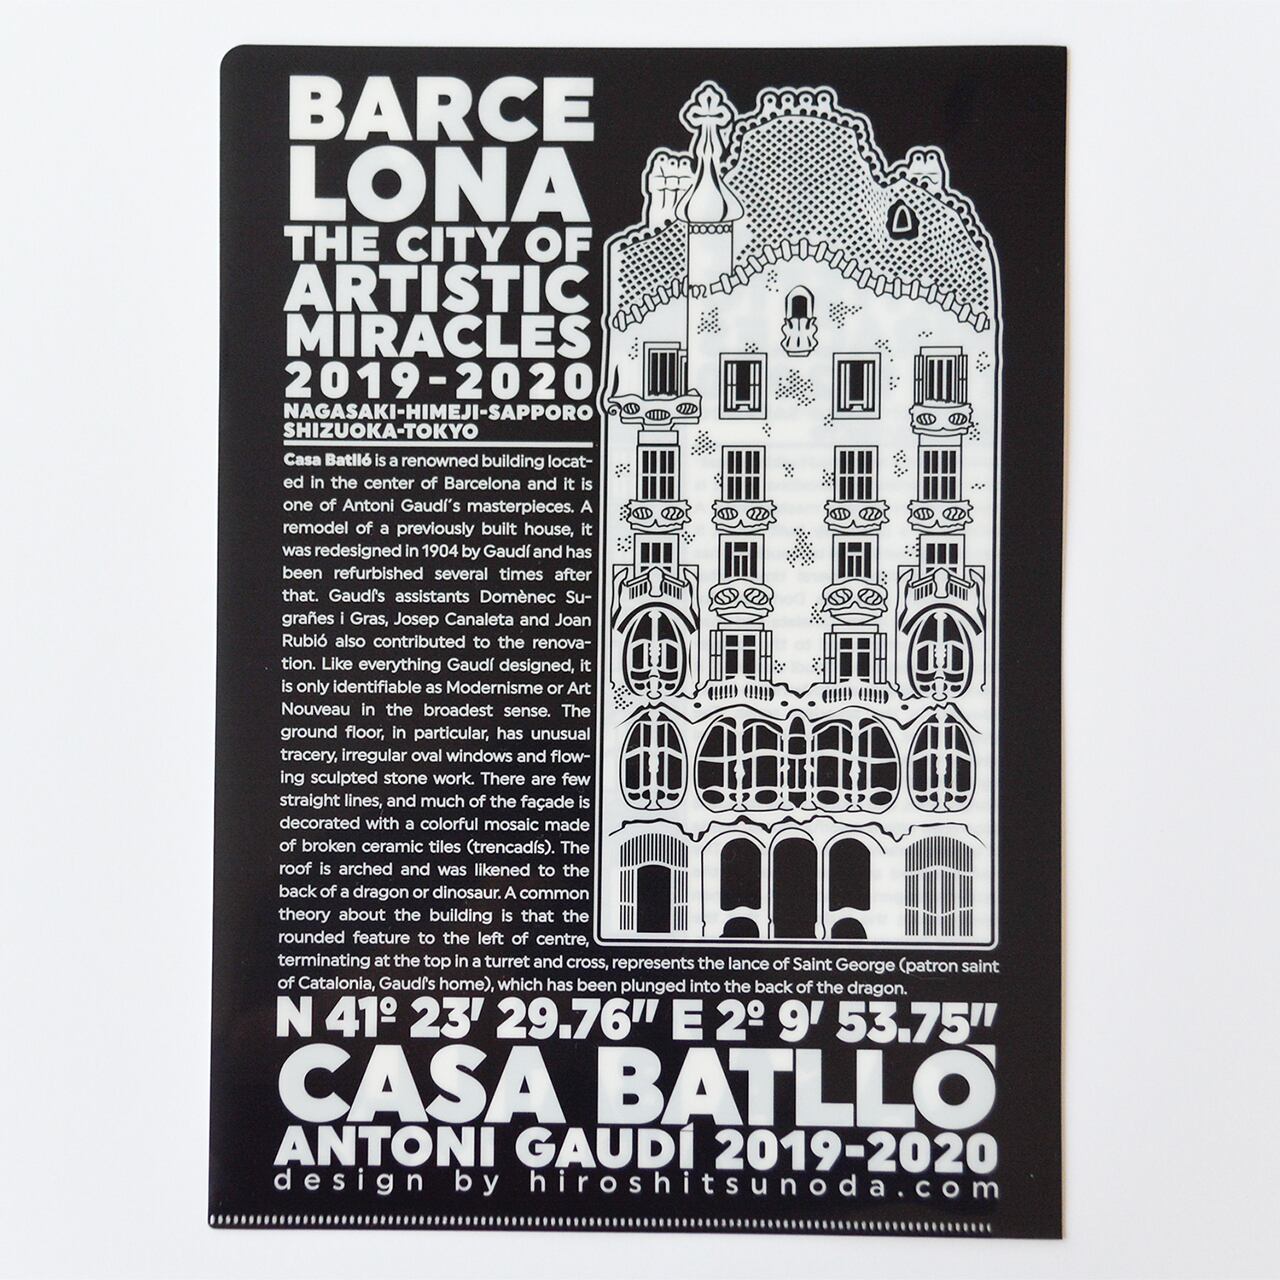 BARCE
LONA
THE CITY OF
ARTISTIC
MIRACLES
2019-2020
NAGASAKI-HIMEJI-SAPPORO
SHIZUOKA-TOKYO
Casa Batlló is a renowned building locat-
ed in the center of Barcelona and it is
one of Antoni Gaudí´s masterpieces. A
remodel of a previously built house, it
was redesigned in 1904 by Gaudí and has
been refurbished several times after
that. Gaudí's assistants Domènec Su-
grañes i Gras, Josep Canaleta and Joan
Rubió also contributed to the renova-
tion. Like everything Gaudí designed, it
is only identifiable as Modernisme or Art
Nouveau in the broadest sense. The
ground floor, in particular, has unusual
tracery, irregular oval windows and flow-
ing sculpted stone work. There are few
straight lines, and much of the façade is
decorated with a colorful mosaic made
of broken ceramic tiles (trencadís). The
roof is arched and was likened to the
back of a dragon or dinosaur. A common
theory about the building is that the
rounded feature to the left of centre,
terminating at the top in a turret and cross, represents the lance of Saint George (patron saint
of Catalonia, Gaudí's home), which has been plunged into the back of the dragon.
N 41º 23' 29.76" E 2º 9' 53.75"
CASA BATLLÓ
ANTONI GAUDÍ 2019-2020
design by hiroshitsunoda.com